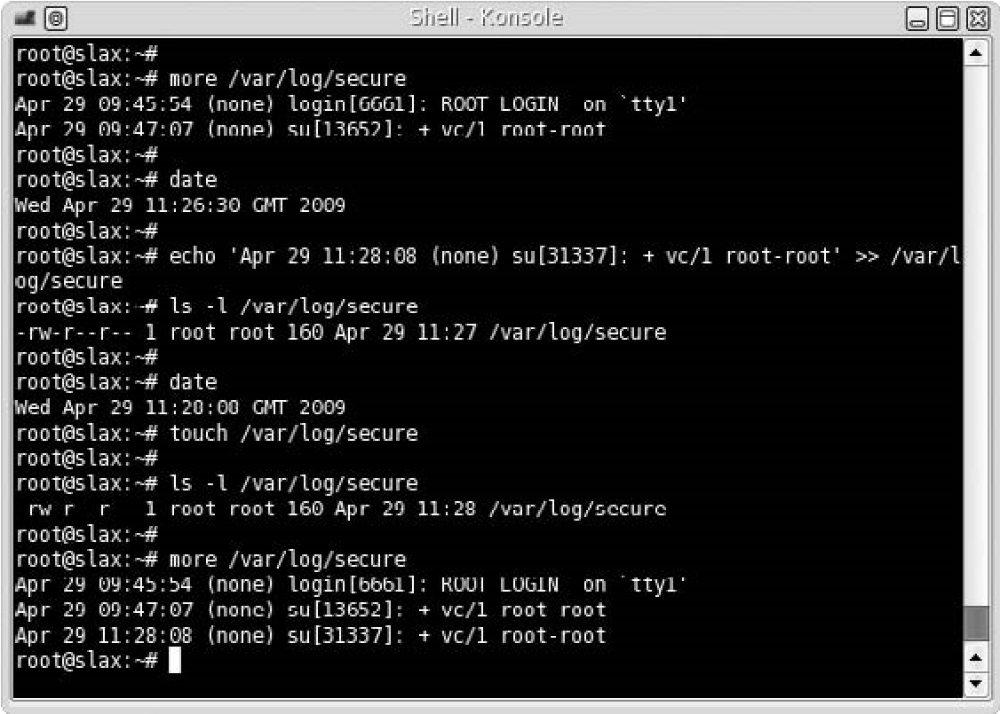 Shell - Konsole
root@slax:~#
root@slax:~# more /var/log/secure
Apr 29 09:45:54 (none) login[6661]: ROOT LOGIN  on `tty1'
Apr 29 09:47:07 (none) su[13652]: + vc/1 root-root
root@slax:~#
root@slax:~# date
Wed Apr 29 11:26:30 GMT 2009
root@slax:~#
root@slax:~# echo 'Apr 29 11:28:08 (none) su[31337]: + vc/1 root-root' >> /var/l
og/secure
root@slax:~# ls -l /var/log/secure
-rw-r--r-- 1 root root 160 Apr 29 11:27 /var/log/secure
root@slax:~#
root@slax:~# date
Wed Apr 29 11:28:08 GMT 2009
root@slax:~# touch /var/log/secure
root@slax:~#
root@slax:~# ls -l /var/log/secure
-rw-r--r-- 1 root root 160 Apr 29 11:28 /var/log/secure
root@slax:~#
root@slax:~# more /var/log/secure
Apr 29 09:45:54 (none) login[6661]: ROOT LOGIN  on `tty1'
Apr 29 09:47:07 (none) su[13652]: + vc/1 root-root
Apr 29 11:28:08 (none) su[31337]: + vc/1 root-root
root@slax:~#